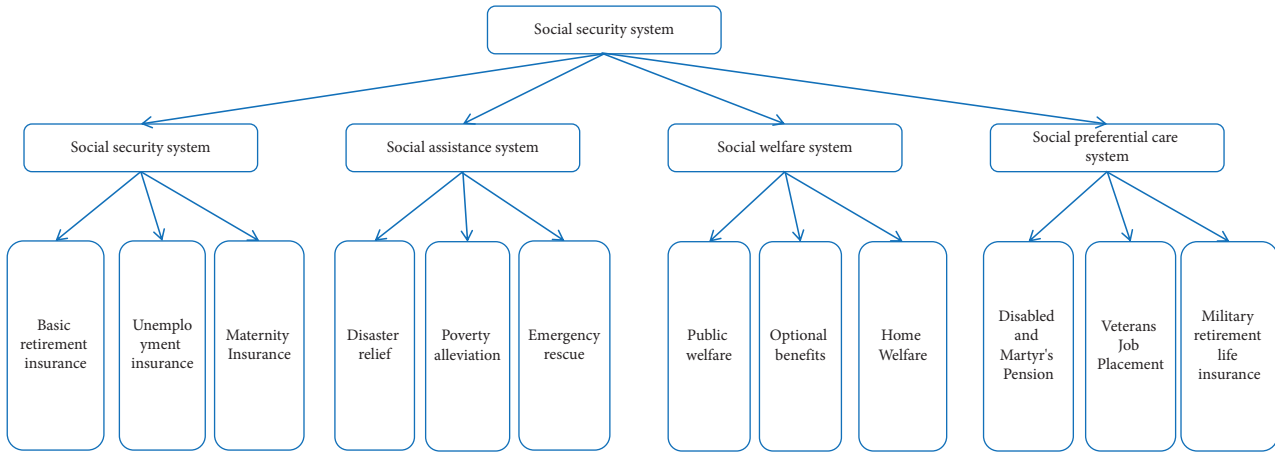 Social security system
Social security system
Social assistance system
Social welfare system
Social preferential care
system
Basic
retirement
insurance
Unemplo
yment
insurance
Maternity
Insurance
Disaster
relief
Poverty
alleviation
Emergency
rescue
Public
welfare
Optional
benefits
Home
Welfare
Disabled
and
Martyr's
Pension
Veterans
Job
Placement
Military
retirement
life
insurance